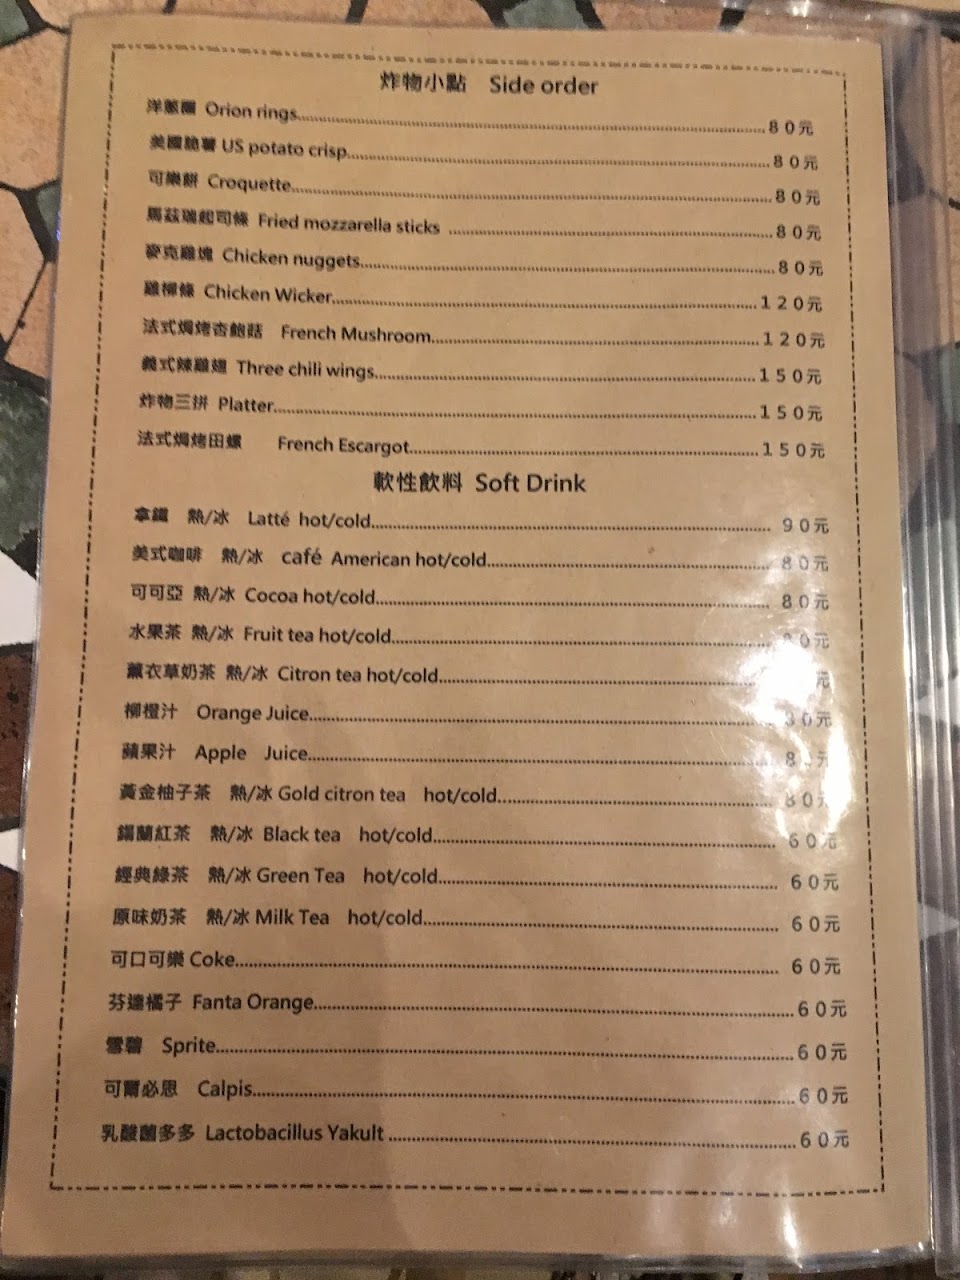 炸物小點 Side order
洋蔥圈 Orion rings..........80元
美國脆薯 US potato crisp..........80元
可樂餅 Croquette..........80元
馬茲瑞起司條 Fried mozzarella sticks ..........80元
麥克雞塊 Chicken nuggets..........80元
雞柳條 Chicken Wicker..........120元
法式焗烤杏鮑菇 French Mushroom..........120元
義式辣雞翅 Three chili wings..........150元
炸物三拼 Platter..........150元
法式焗烤田螺 French Escargot..........150元
軟性飲料 Soft Drink
拿鐵 熱/冰 Latté hot/cold.......... 90元
美式咖啡 熱/冰 café American hot/cold.......... 80元
可可亞 熱/冰 Cocoa hot/cold.......... 80元
水果茶 熱/冰 Fruit tea hot/cold.......... 80元
薰衣草奶茶 熱/冰 Citron tea hot/cold.......... 元
柳橙汁 Orange Juice.......... 80元
蘋果汁 Apple Juice.......... 80元
黃金柚子茶 熱/冰 Gold citron tea hot/cold.......... 80元
錫蘭紅茶 熱/冰 Black tea hot/cold.......... 60元
經典綠茶 熱/冰 Green Tea hot/cold.......... 60元
原味奶茶 熱/冰 Milk Tea hot/cold.......... 60元
可口可樂 Coke.......... 60元
芬達橘子 Fanta Orange..........60元
雪碧 Sprite..........60元
可爾必思 Calpis..........60元
乳酸菌多多 Lactobacillus Yakult ..........60元